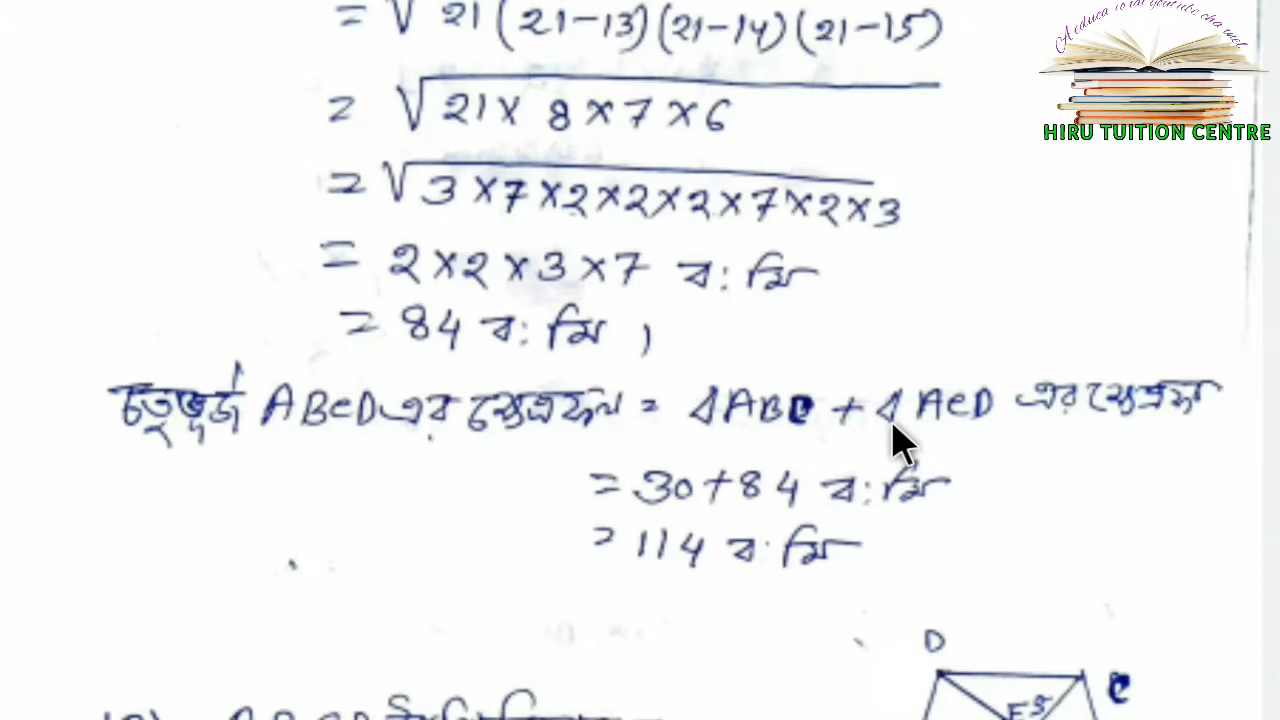 = √21(21-13)(21-14)(21-15)
= √21×8×7×6
= √3×7×2×2×2×7×2×3
= 2×2×3×7 ব: মি
= 84 ব: মি ।
চতুর্ভুজ ABCD এর ক্ষেত্রফল = ΔABC + ΔACD এর ক্ষেত্রফল
= 30+84 ব: মি
= 114 ব: মি
D
C
E
HIRU TUITION CENTRE